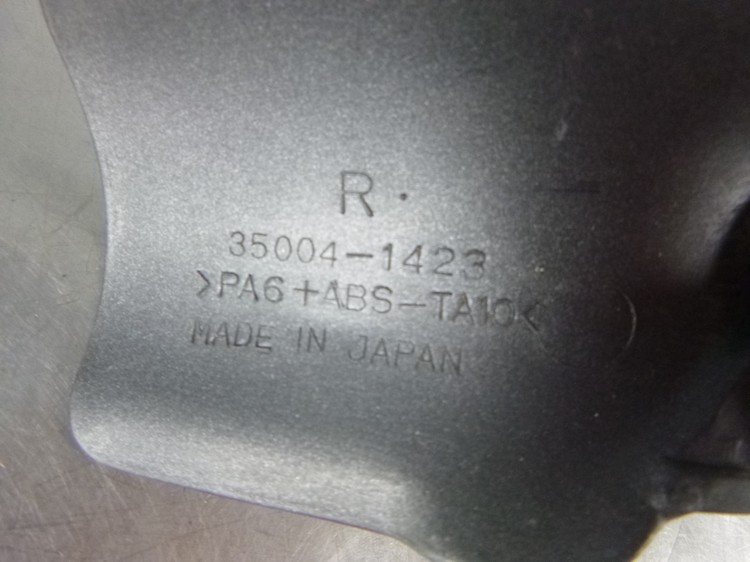 R·
35004-1423
>PA6+ABS-TA10<
MADE IN JAPAN